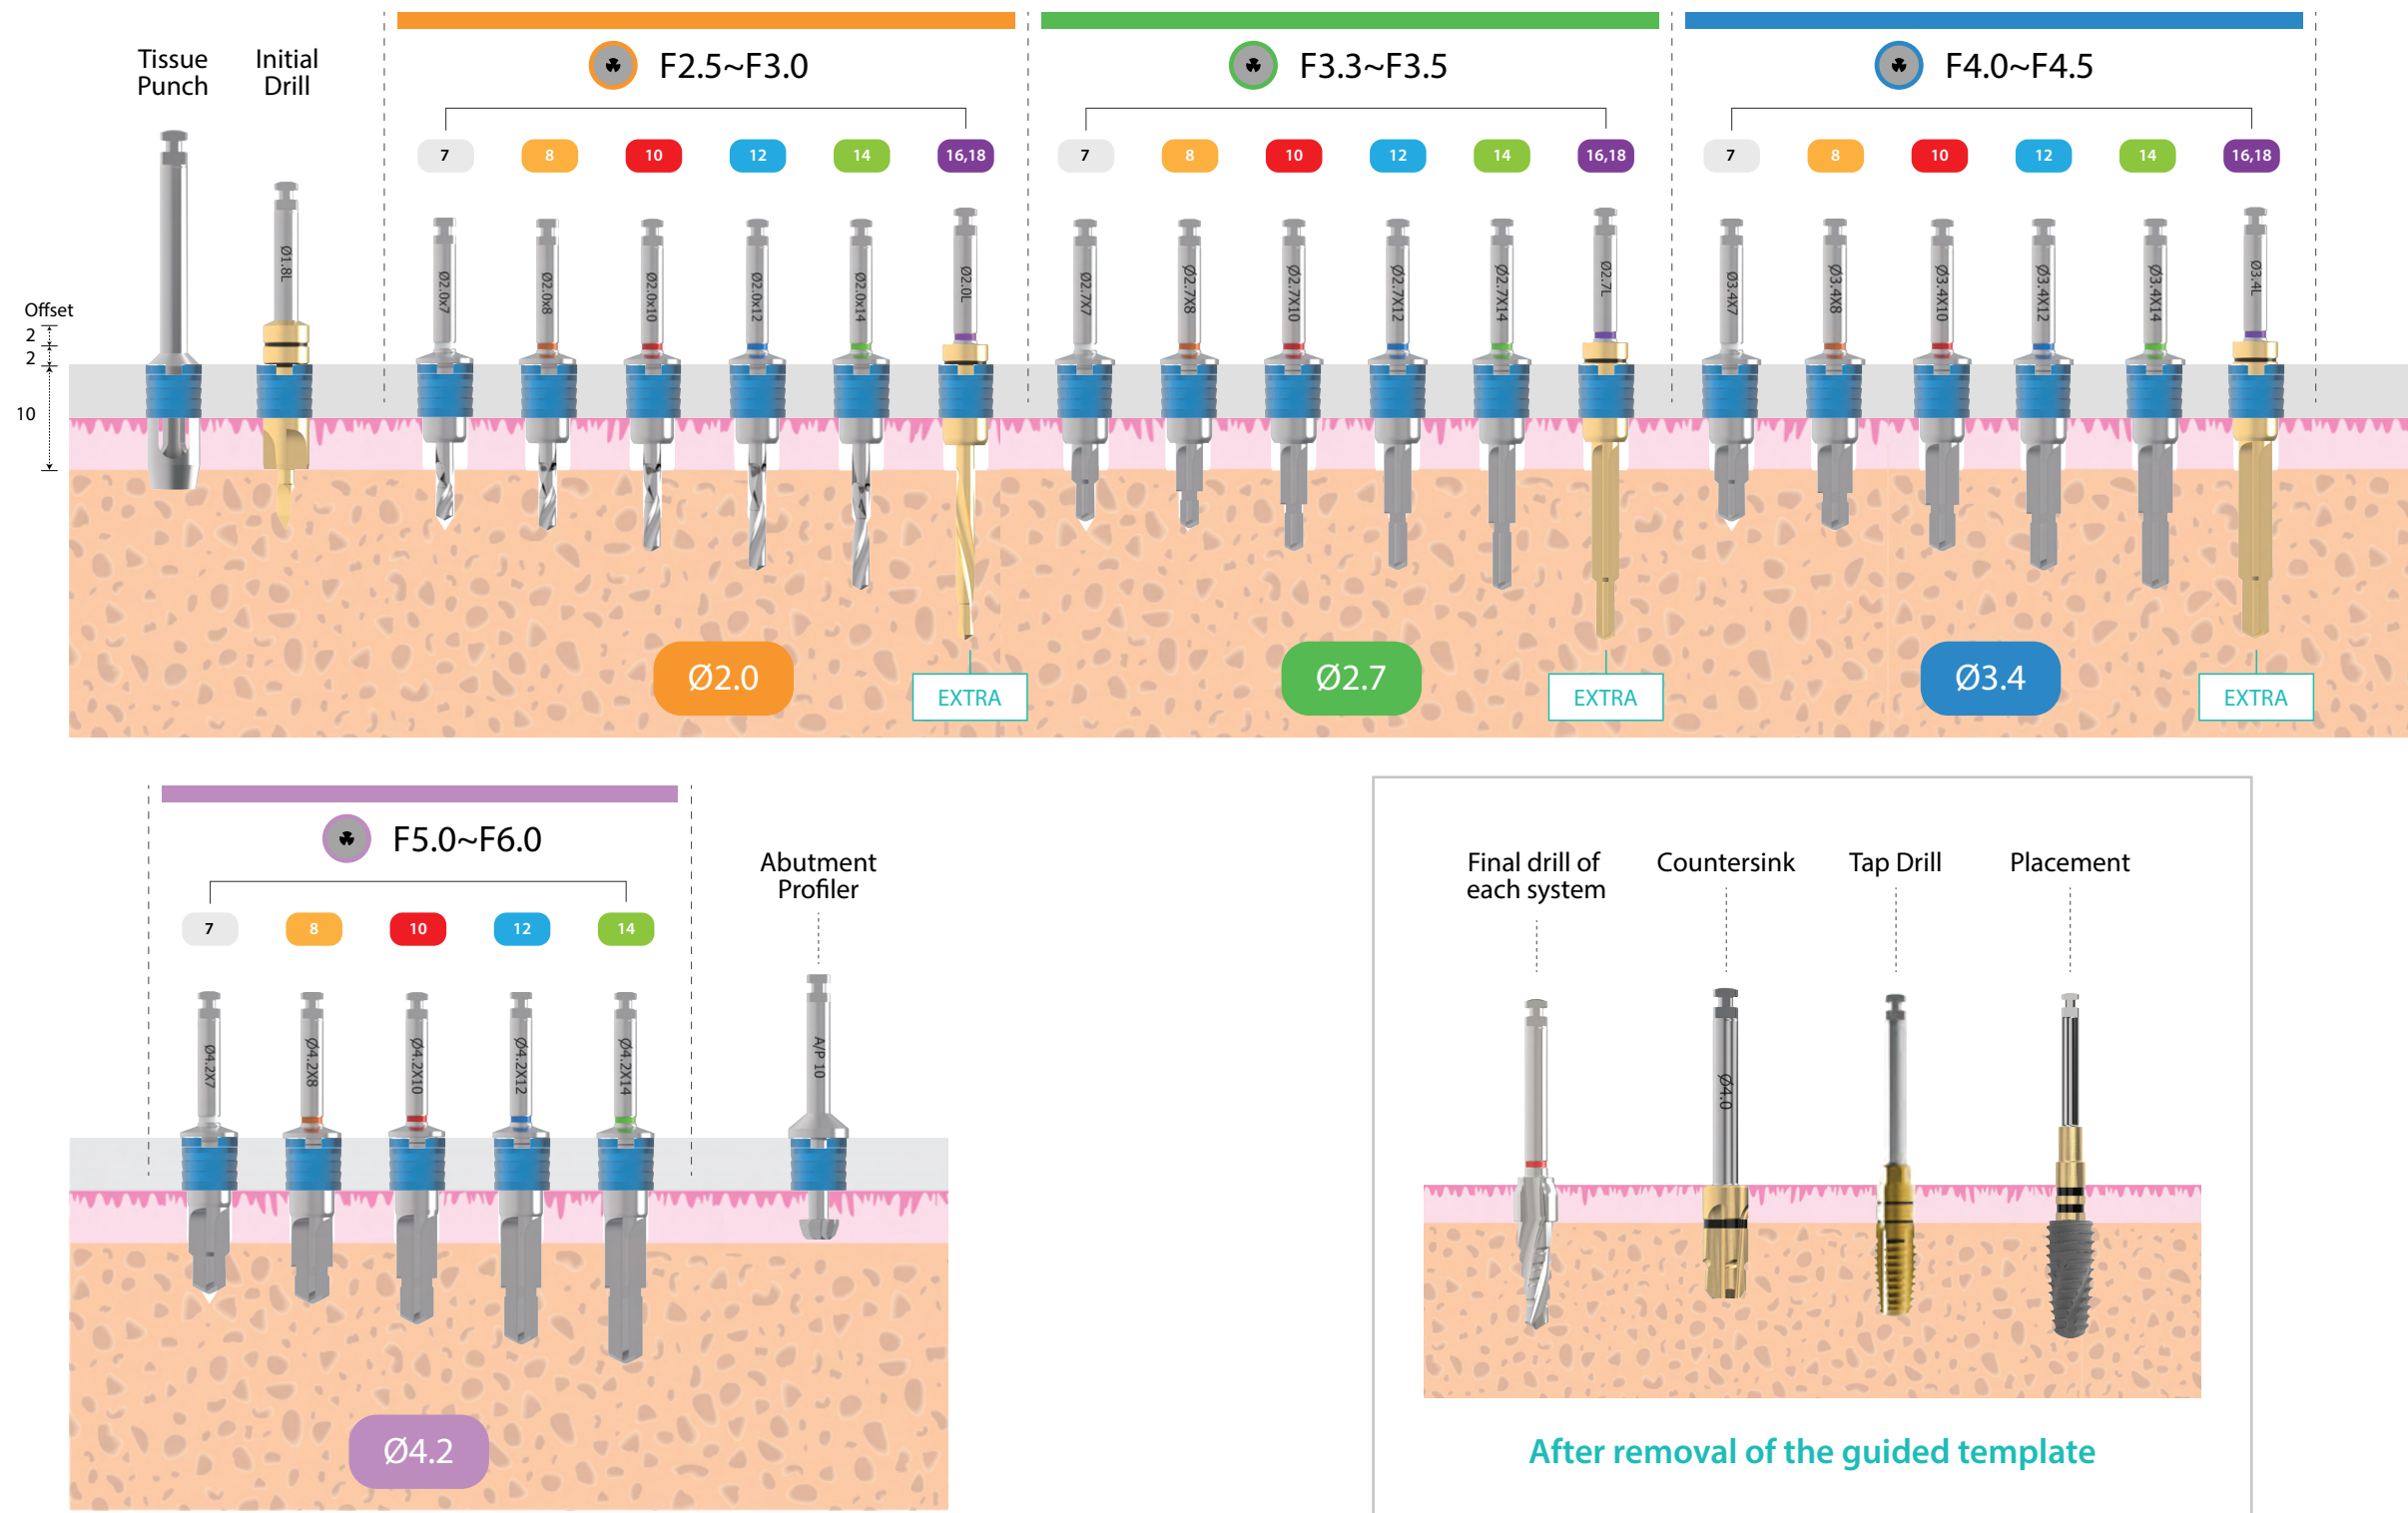 Tissue
Punch
Initial
Drill
F2.5~F3.0
F3.3~F3.5
F4.0~F4.5
7 8 10 12 14 16,18
7 8 10 12 14 16,18
7 8 10 12 14 16,18
Offset
2
2
10
Ø1.8L
Ø2.0x7
Ø2.0x8
Ø2.0x10
Ø2.0x12
Ø2.0x14
Ø2.0L
Ø2.7X7
Ø2.7X8
Ø2.7X10
Ø2.7X12
Ø2.7X14
Ø2.7L
Ø3.4X7
Ø3.4X8
Ø3.4X10
Ø3.4X12
Ø3.4X14
Ø3.4L
Ø2.0
EXTRA
Ø2.7
EXTRA
Ø3.4
EXTRA
F5.0~F6.0
7 8 10 12 14
Ø4.2X7
Ø4.2X8
Ø4.2X10
Ø4.2X12
Ø4.2X14
Abutment
Profiler
A/P 10
Ø4.2
Final drill of
each system
Countersink
Tap Drill
Placement
Ø4.0
After removal of the guided template